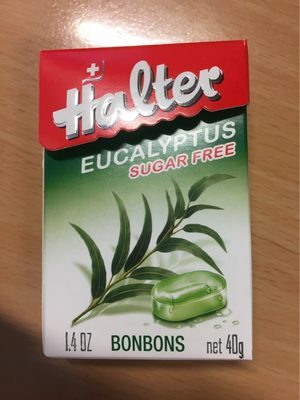 Halter
EUCALYPTUS
SUGAR FREE
1.4 OZ BONBONS net 40g